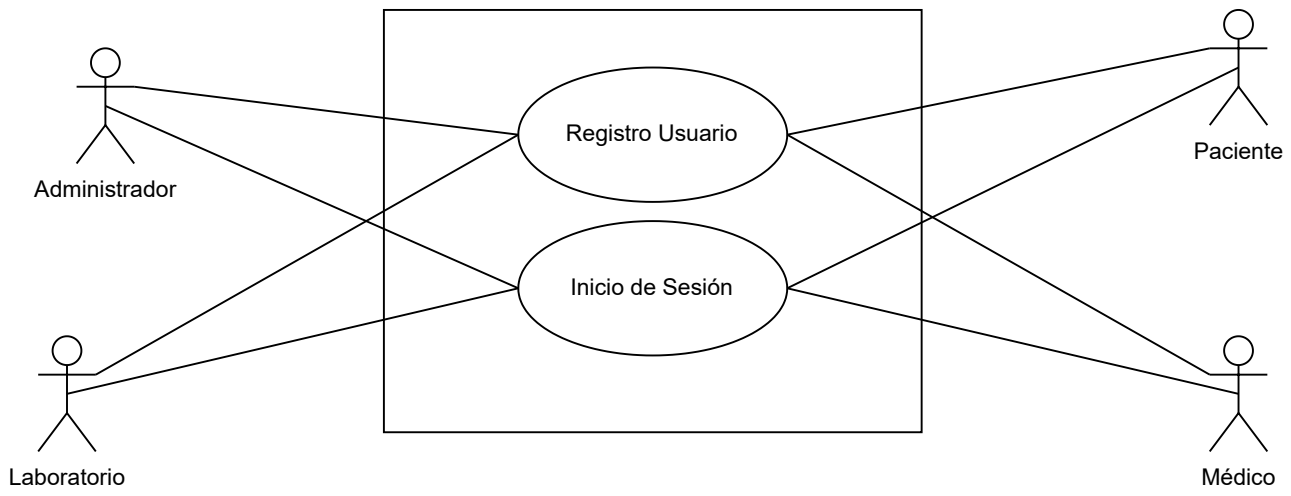 Registro Usuario
Paciente
Administrador
Inicio de Sesión
Laboratorio
Médico